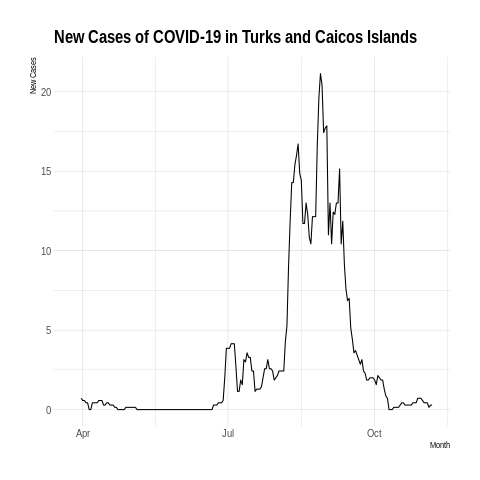 New Cases of COVID-19 in Turks and Caicos Islands
New Cases
20
15
10
5
0
Apr Jul Oct
Month